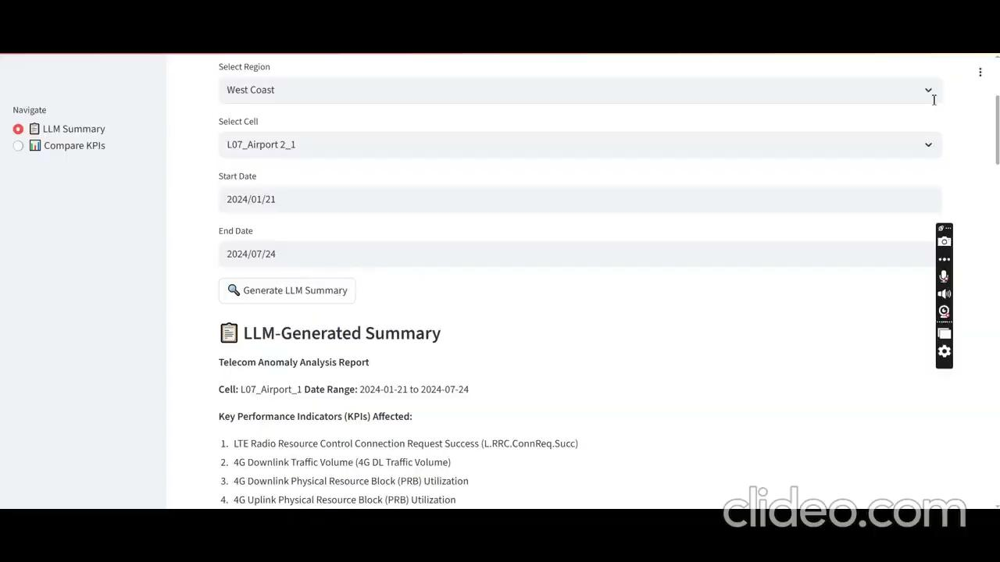 Select Region
West Coast
Navigate
LLM Summary
Compare KPIs
Select Cell
L07_Airport 2_1
Start Date
2024/01/21
End Date
2024/07/24
Generate LLM Summary
LLM-Generated Summary
Telecom Anomaly Analysis Report
Cell: L07_Airport_1 Date Range: 2024-01-21 to 2024-07-24
Key Performance Indicators (KPIs) Affected:
1. LTE Radio Resource Control Connection Request Success (L.RRC.ConnReq.Succ)
2. 4G Downlink Traffic Volume (4G DL Traffic Volume)
3. 4G Downlink Physical Resource Block (PRB) Utilization
4. 4G Uplink Physical Resource Block (PRB) Utilization
clideo.com